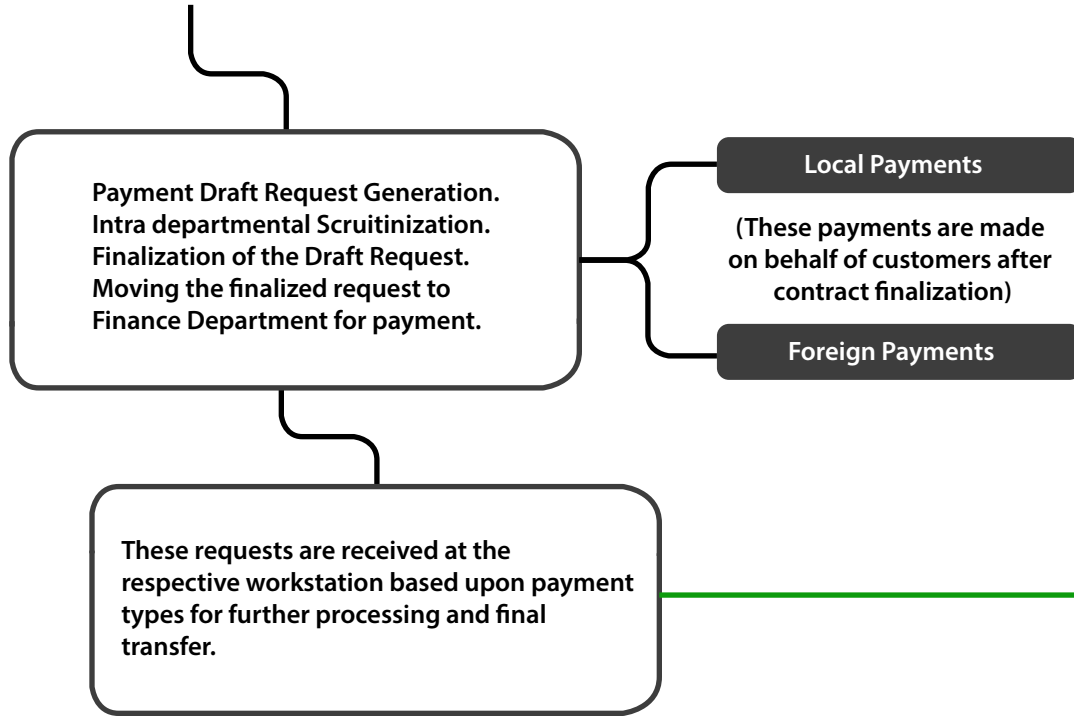 Payment Draft Request Generation.
Intra departmental Scruitinization.
Finalization of the Draft Request.
Moving the finalized request to
Finance Department for payment.
Local Payments
(These payments are made
on behalf of customers after
contract finalization)
Foreign Payments
These requests are received at the
respective workstation based upon payment
types for further processing and final
transfer.